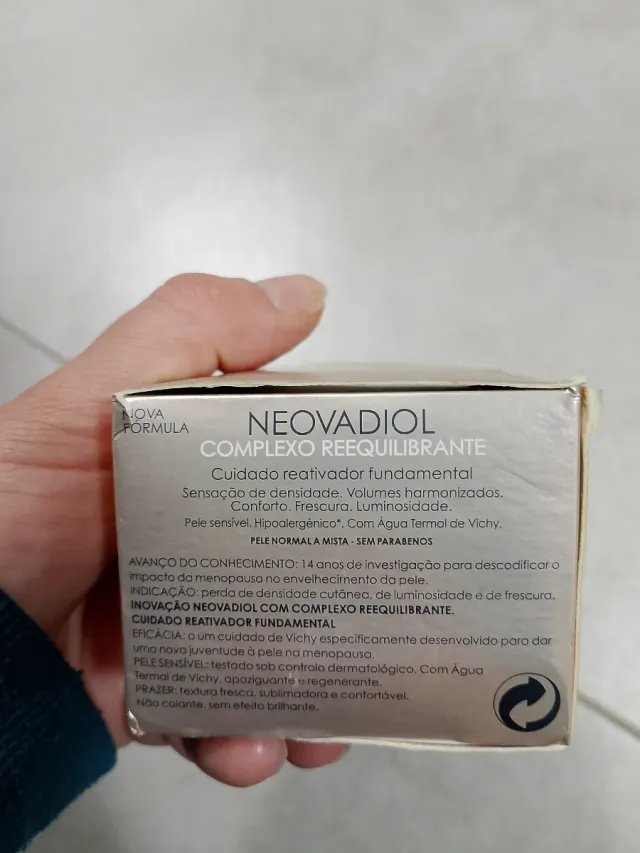 NOVA
FÓRMULA
NEOVADIOL
COMPLEXO REEQUILIBRANTE
Cuidado reativador fundamental
Sensação de densidade. Volumes harmonizados.
Conforto. Frescura. Luminosidade.
Pele sensível. Hipoalergénico*. Com Água Termal de Vichy.
PELE NORMAL A MISTA - SEM PARABENOS
AVANÇO DO CONHECIMENTO: 14 anos de investigação para descodificar o
impacto da menopausa no envelhecimento da pele.
INDICAÇÃO: perda de densidade cutânea, de luminosidade e de frescura.
INOVAÇÃO NEOVADIOL COM COMPLEXO REEQUILIBRANTE.
CUIDADO REATIVADOR FUNDAMENTAL
EFICÁCIA: o um cuidado de Vichy especificamente desenvolvido para dar
uma nova juventude à pele na menopausa.
PELE SENSÍVEL: testado sob controlo dermatológico. Com Água
Termal de Vichy, apaziguante e regenerante.
PRAZER: textura fresca, sublimadora e confortável.
Não colante, sem efeito brilhante.